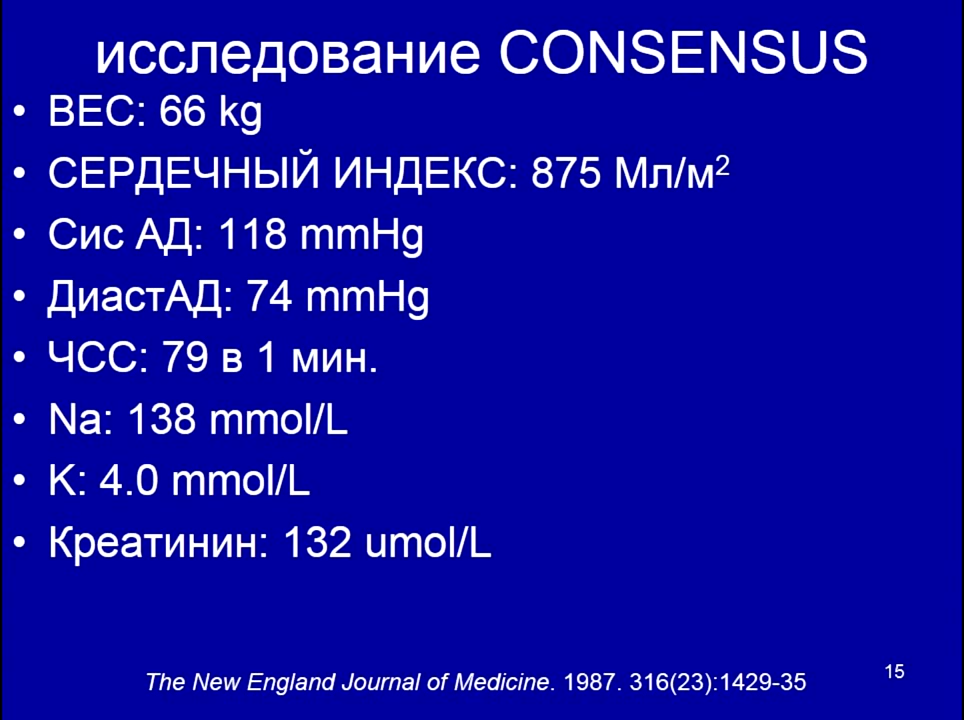 исследование CONSENSUS
• ВЕС: 66 kg
• СЕРДЕЧНЫЙ ИНДЕКС: 875 Мл/м²
• Сис АД: 118 mmHg
• ДиастАД: 74 mmHg
• ЧСС: 79 в 1 мин.
• Na: 138 mmol/L
• K: 4.0 mmol/L
• Креатинин: 132 umol/L
The New England Journal of Medicine. 1987. 316(23):1429-35
15